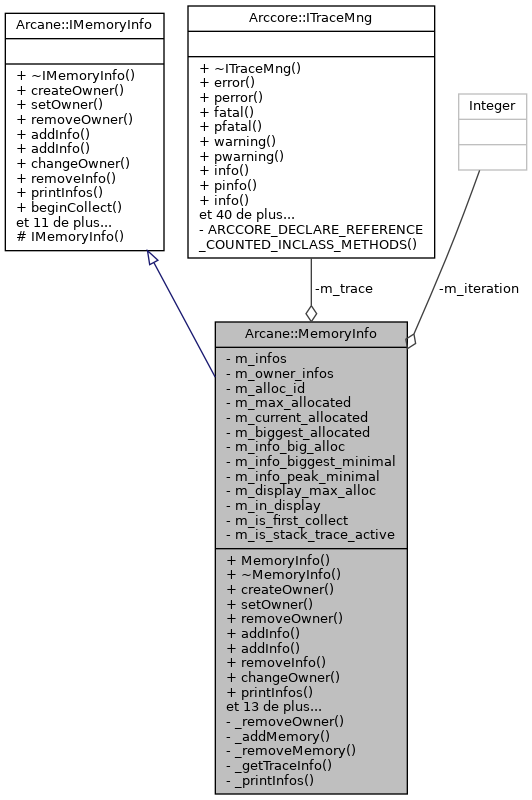 Arcane::IMemoryInfo
+ ~IMemoryInfo()
+ createOwner()
+ setOwner()
+ removeOwner()
+ addInfo()
+ addInfo()
+ changeOwner()
+ removeInfo()
+ printInfos()
+ beginCollect()
et 11 de plus...
# IMemoryInfo()
Arccore::ITraceMng
+ ~ITraceMng()
+ error()
+ perror()
+ fatal()
+ pfatal()
+ warning()
+ pwarning()
+ info()
+ pinfo()
+ info()
et 40 de plus...
- ARCCORE_DECLARE_REFERENCE
_COUNTED_INCLASS_METHODS()
Integer
-m_trace
-m_iteration
Arcane::MemoryInfo
- m_infos
- m_owner_infos
- m_alloc_id
- m_max_allocated
- m_current_allocated
- m_biggest_allocated
- m_info_big_alloc
- m_info_biggest_minimal
- m_info_peak_minimal
- m_display_max_alloc
- m_in_display
- m_is_first_collect
- m_is_stack_trace_active
+ MemoryInfo()
+ ~MemoryInfo()
+ createOwner()
+ setOwner()
+ removeOwner()
+ addInfo()
+ addInfo()
+ removeInfo()
+ changeOwner()
+ printInfos()
et 13 de plus...
- _removeOwner()
- _addMemory()
- _removeMemory()
- _getTraceInfo()
- _printInfos()